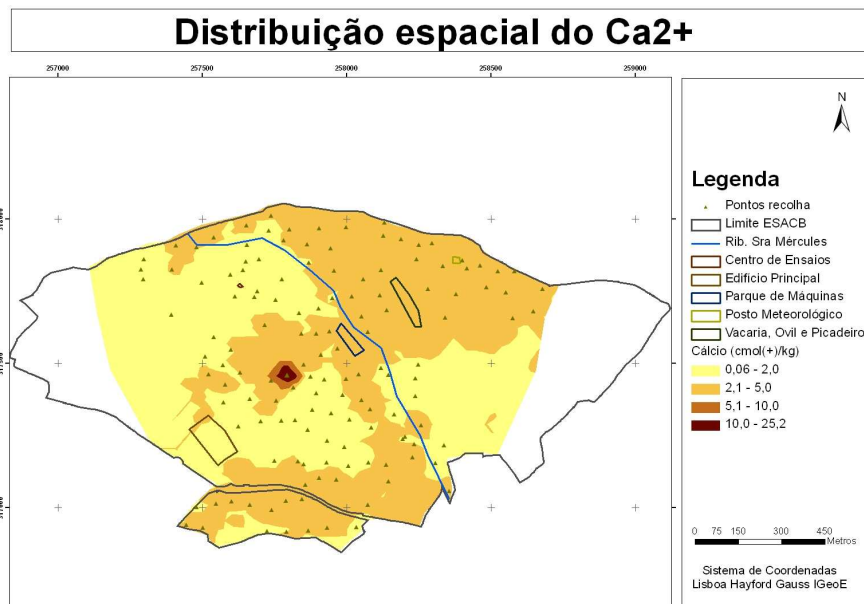 Distribuição espacial do Ca2+
257000
257500
258000
258500
259000
N
Legenda
Pontos recolha
Limite ESACB
Rib. Sra Mércules
Centro de Ensaios
Edifício Principal
Parque de Máquinas
Posto Meteorológico
Vacaria, Ovil e Picadeiro
Cálcio (cmol(+)/kg)
0,06 - 2,0
2,1 - 5,0
5,1 - 10,0
10,0 - 25,2
0 75 150 300 450
Metros
Sistema de Coordenadas
Lisboa Hayford Gauss IGeoE